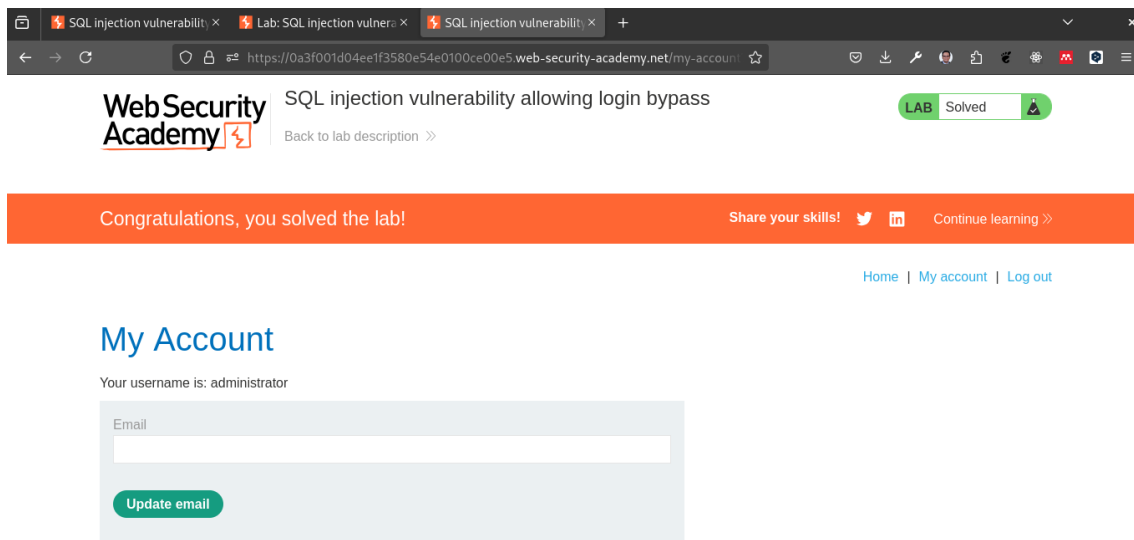 SQL injection vulnerability
Lab: SQL injection vulnera
SQL injection vulnerability
https://0a3f001d04ee1f3580e54e0100ce00e5.web-security-academy.net/my-account
Web Security
Academy
SQL injection vulnerability allowing login bypass
Back to lab description
LAB Solved
Congratulations, you solved the lab!
Share your skills!
Continue learning
Home | My account | Log out
My Account
Your username is: administrator
Email
Update email